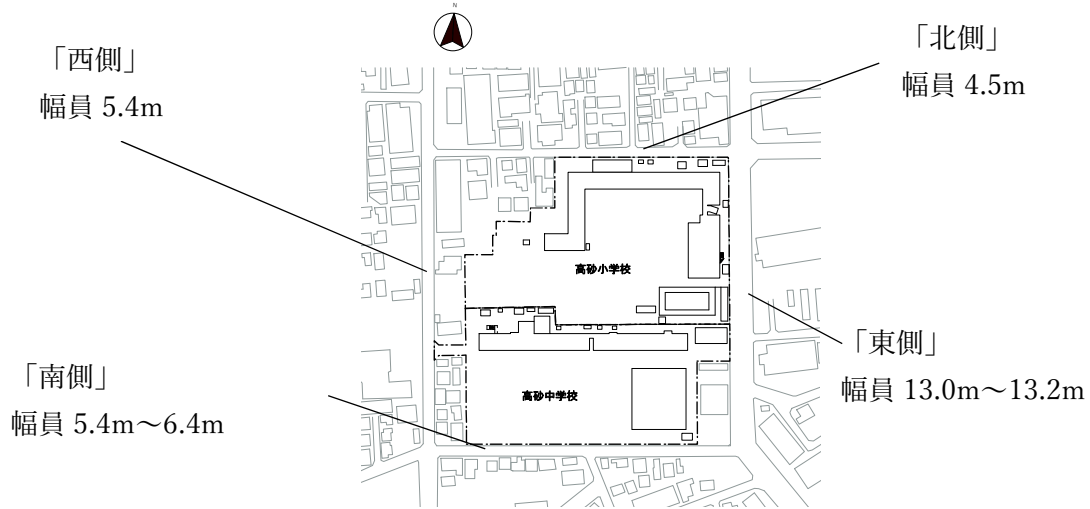 N
「西側」
幅員 5.4m
「北側」
幅員 4.5m
高砂小学校
「東側」
幅員 13.0m～13.2m
「南側」
幅員 5.4m～6.4m
高砂中学校